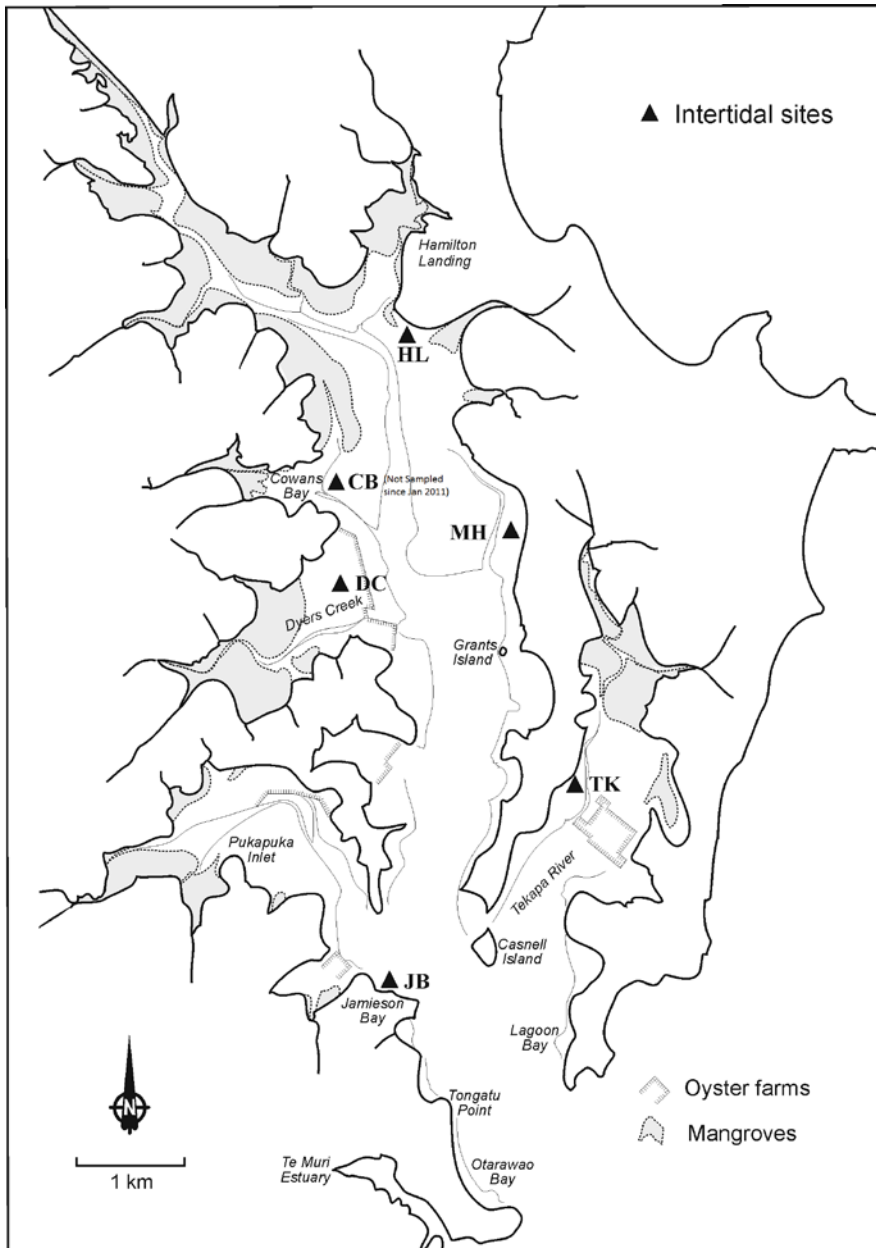 Intertidal sites
Hamilton
Landing
HL
Cowans
Bay
CB
(Not Sampled
since Jan 2011)
MH
DC
Dyers Creek
Grants
Island
TK
Pukapuka
Inlet
Tekapa River
Casnell
Island
JB
Jamieson
Bay
Lagoon
Bay
Oyster farms
Tongatu
Point
Mangroves
N
Te Muri
Estuary
Otarawao
Bay
1 km